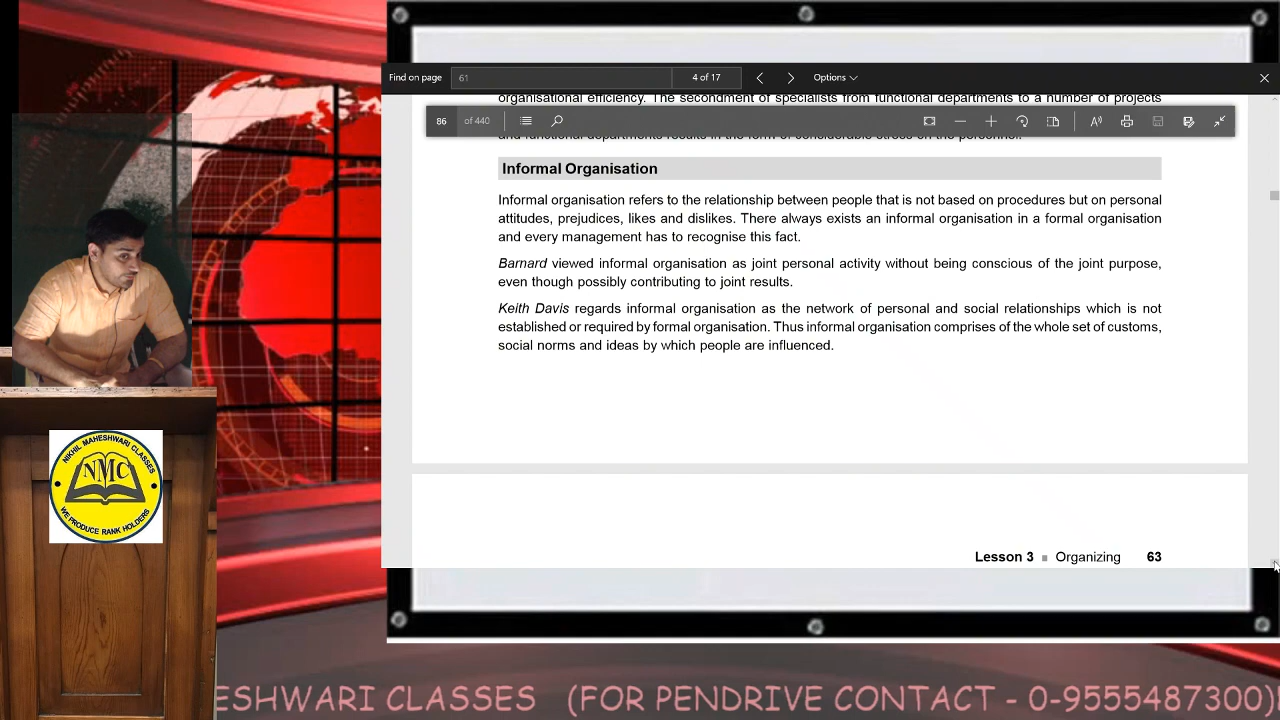 Find on page
61
4 of 17
Options
organisational efficiency. The secondment of specialists from functional departments to a number of projects
86 of 440
Informal Organisation
Informal organisation refers to the relationship between people that is not based on procedures but on personal
attitudes, prejudices, likes and dislikes. There always exists an informal organisation in a formal organisation
and every management has to recognise this fact.
Barnard viewed informal organisation as joint personal activity without being conscious of the joint purpose,
even though possibly contributing to joint results.
Keith Davis regards informal organisation as the network of personal and social relationships which is not
established or required by formal organisation. Thus informal organisation comprises of the whole set of customs,
social norms and ideas by which people are influenced.
Lesson 3 ■ Organizing 63
NIKHIL MAHESHWARI CLASSES
NMC
WE PRODUCE RANK HOLDERS
ESHWARI CLASSES (FOR PENDRIVE CONTACT - 0-9555487300)